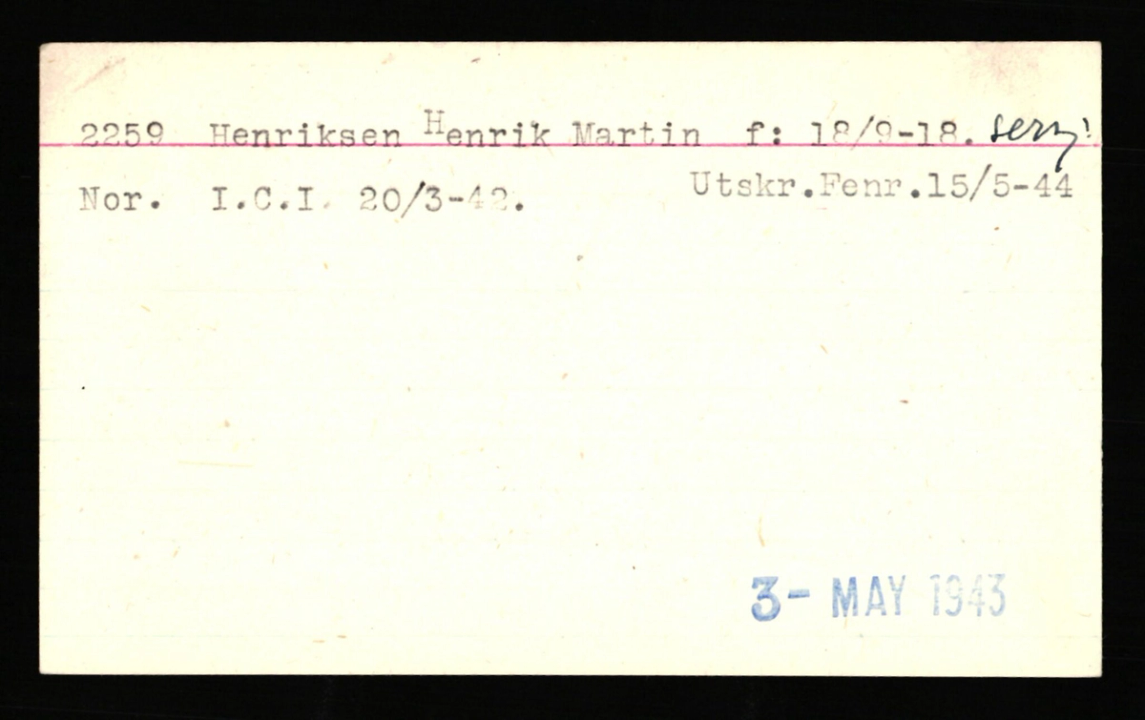 2259 Henriksen Henrik Martin f: 18/9-18. serj!
Nor. I.C.I. 20/3-42. Utskr.Fenr.15/5-44
3- MAY 1943